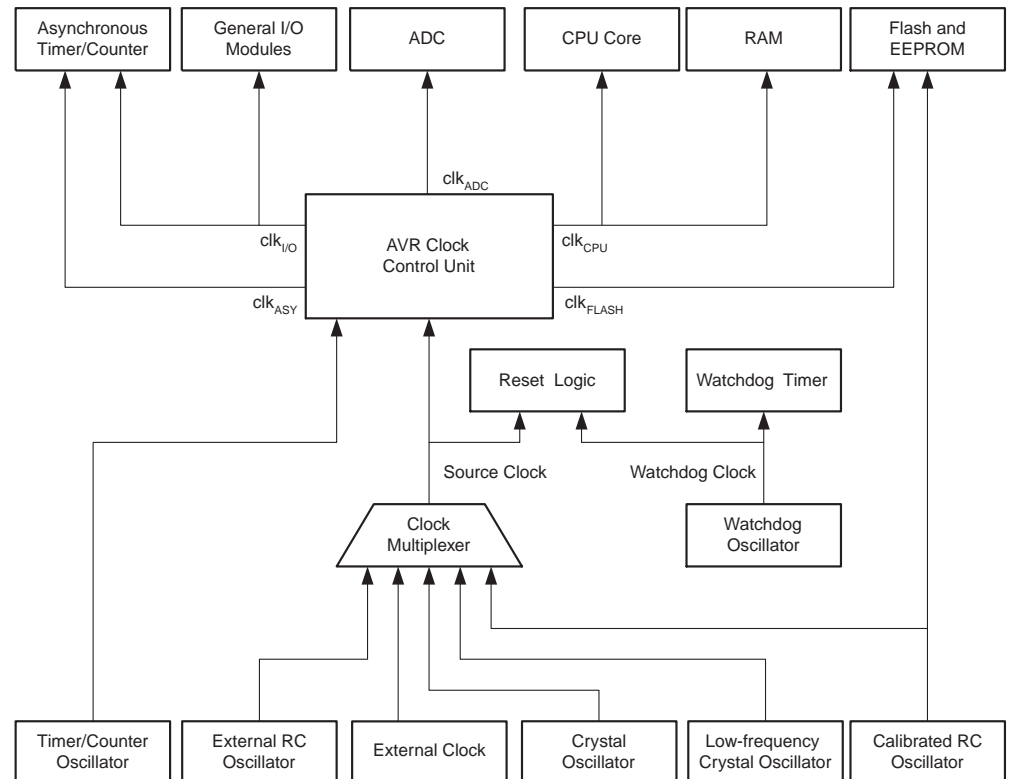 Asynchronous
Timer/Counter
General I/O
Modules
ADC
CPU Core
RAM
Flash and
EEPROM
clkADC
clkI/O
AVR Clock
Control Unit
clkCPU
clkASY
clkFLASH
Reset Logic
Watchdog Timer
Source Clock
Watchdog Clock
Clock
Multiplexer
Watchdog
Oscillator
Timer/Counter
Oscillator
External RC
Oscillator
External Clock
Crystal
Oscillator
Low-frequency
Crystal Oscillator
Calibrated RC
Oscillator